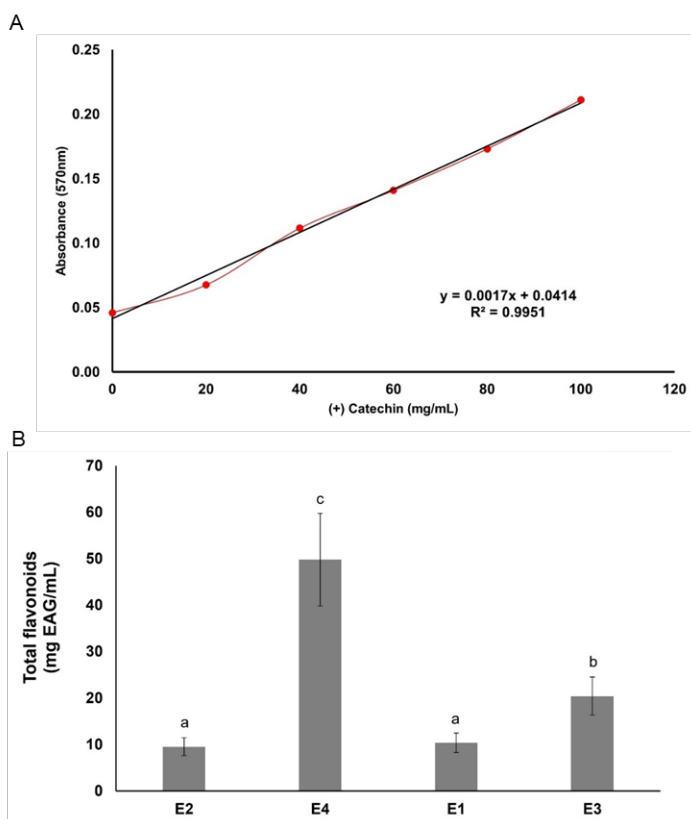 A
0.25
0.20
0.15
0.10
0.05
0.00
Absorbance (570nm)
y = 0.0017x + 0.0414
R² = 0.9951
0 20 40 60 80 100 120
(+) Catechin (mg/mL)
B
70
60
50
40
30
20
10
0
Total flavonoids
(mg EAG/mL)
a c a b
E2 E4 E1 E3